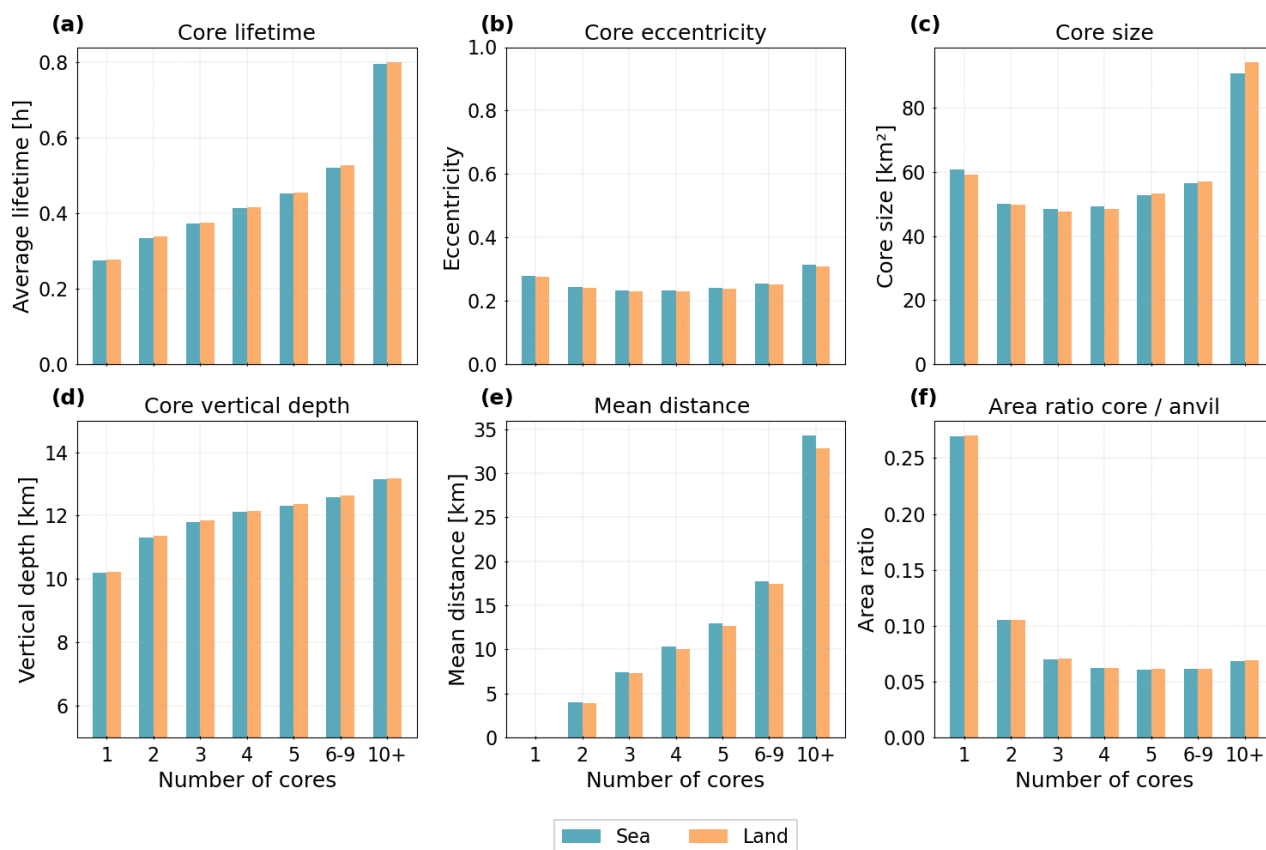 (a) Core lifetime
Average lifetime [h]
0.8
0.6
0.4
0.2
0.0
(b) Core eccentricity
Eccentricity
1.0
0.8
0.6
0.4
0.2
0.0
(c) Core size
Core size [km²]
80
60
40
20
0
(d) Core vertical depth
Vertical depth [km]
14
12
10
8
6
1 2 3 4 5 6-9 10+
Number of cores
(e) Mean distance
Mean distance [km]
35
30
25
20
15
10
5
0
1 2 3 4 5 6-9 10+
Number of cores
(f) Area ratio core / anvil
Area ratio
0.25
0.20
0.15
0.10
0.05
0.00
1 2 3 4 5 6-9 10+
Number of cores
Sea Land